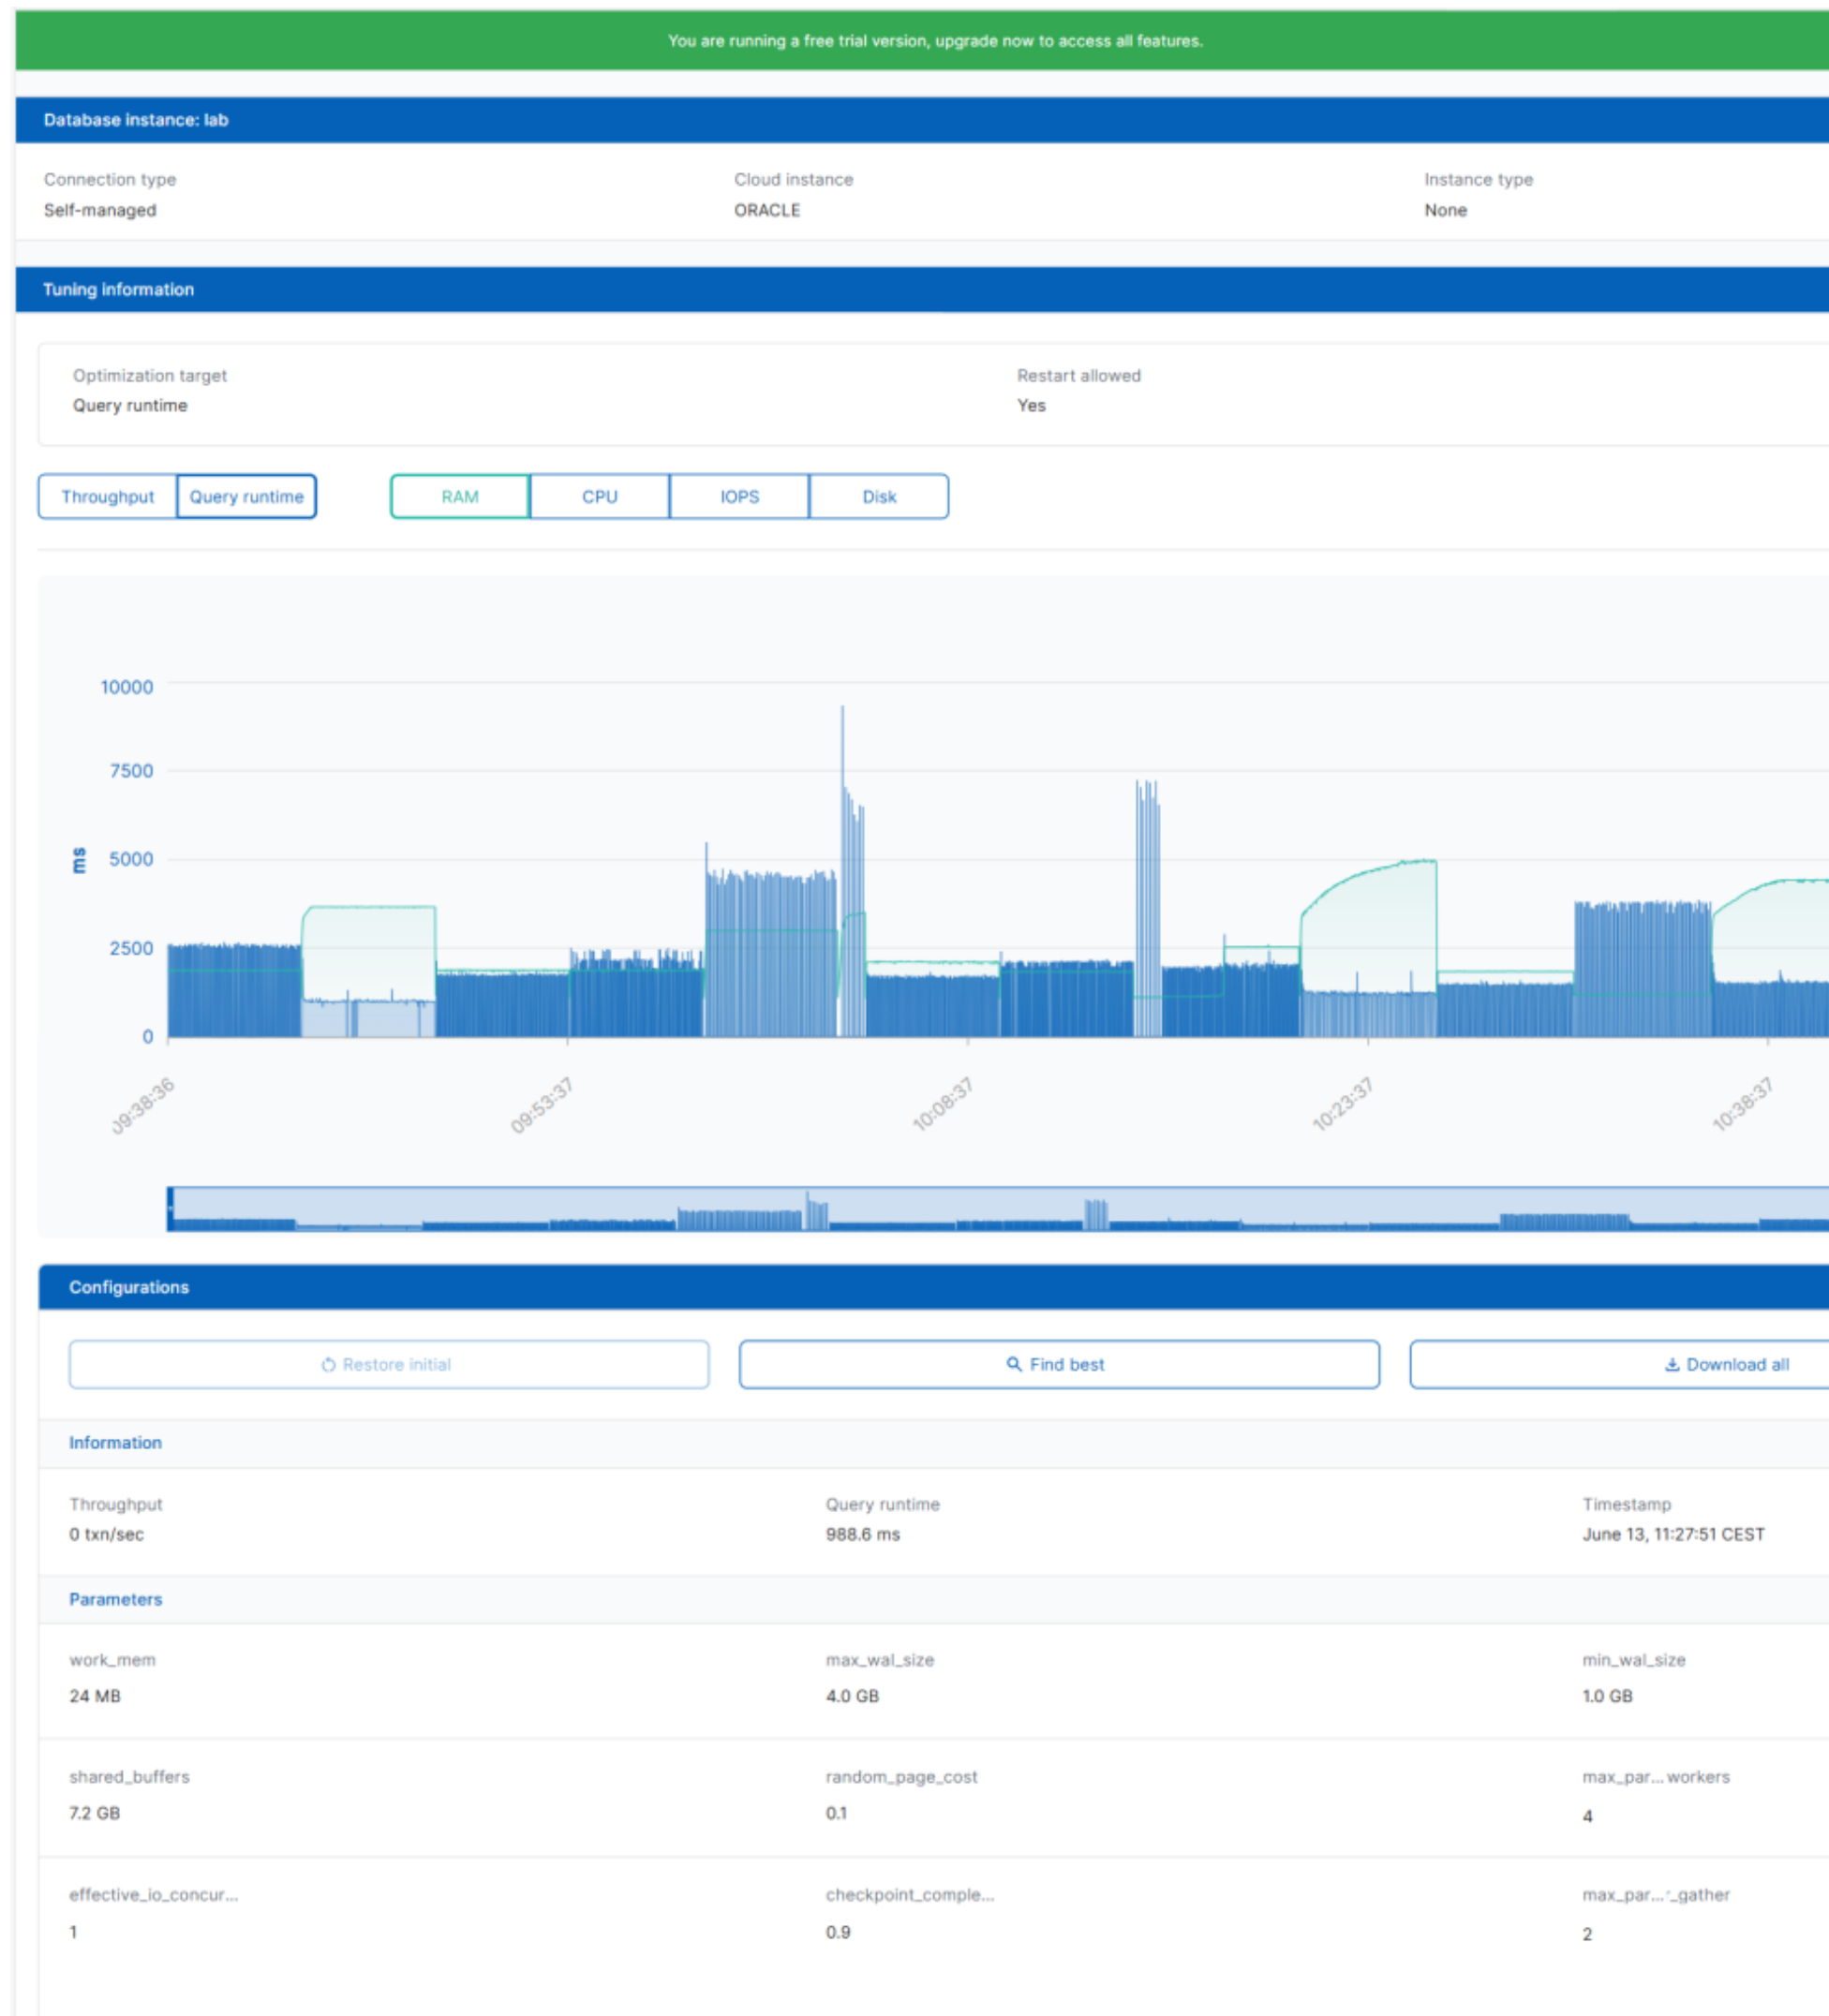 You are running a free trial version, upgrade now to access all features.
Database instance: lab
Connection type Cloud instance Instance type
Self-managed ORACLE None
Tuning information
Optimization target Restart allowed
Query runtime Yes
Throughput Query runtime RAM CPU IOPS Disk
10000
7500
5000
2500
0
ms
09:38:36 09:53:37 10:08:37 10:23:37 10:38:37
Configurations
Restore initial Find best Download all
Information
Throughput Query runtime Timestamp
0 txn/sec 988.6 ms June 13, 11:27:51 CEST
Parameters
work_mem max_wal_size min_wal_size
24 MB 4.0 GB 1.0 GB
shared_buffers random_page_cost max_par... workers
7.2 GB 0.1 4
effective_io_concur... checkpoint_comple... max_par..._gather
1 0.9 2